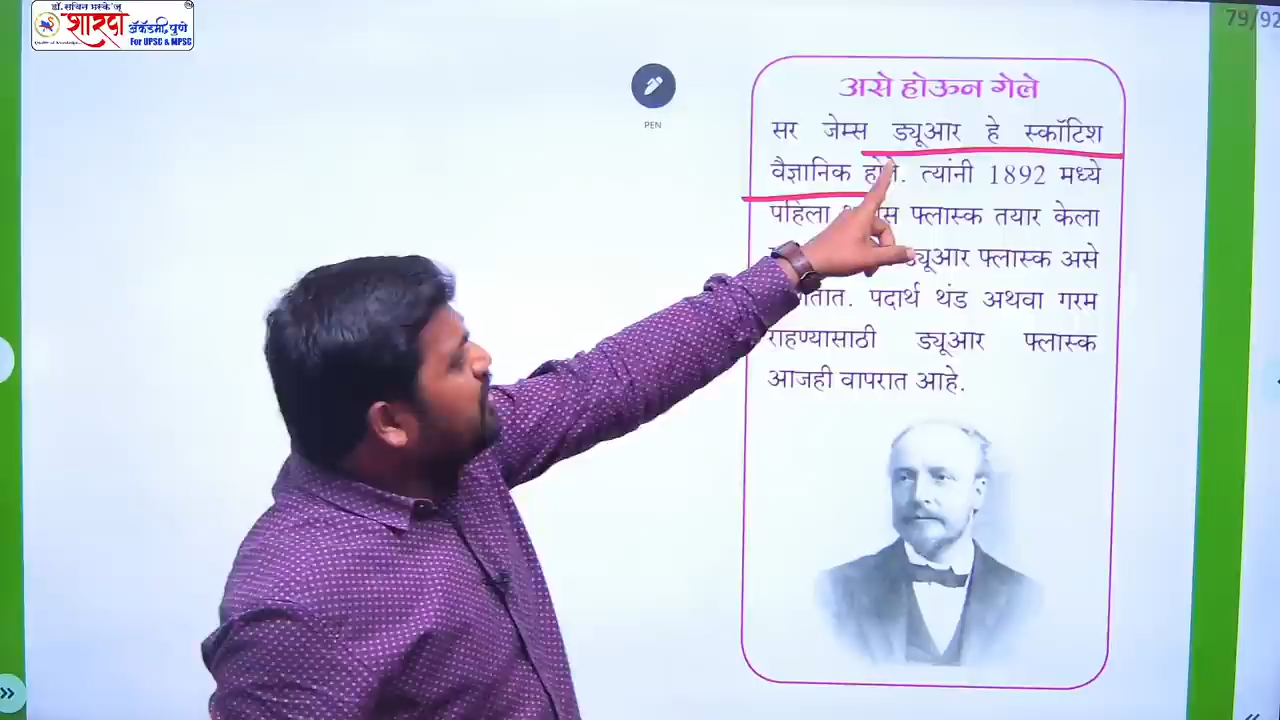 डॉ. सचिन भस्के'ज्
शारदा
ॲकॅडमी, पुणे
For UPSC & MPSC
79/92
PEN
असे होऊन गेले
सर जेम्स ड्यूआर हे स्कॉटिश
वैज्ञानिक . त्यांनी 1892 मध्ये
पहिला फ्लास्क तयार केला
ड्यूआर फ्लास्क असे
पदार्थ थंड अथवा गरम
राहण्यासाठी ड्यूआर फ्लास्क
आजही वापरात आहे.